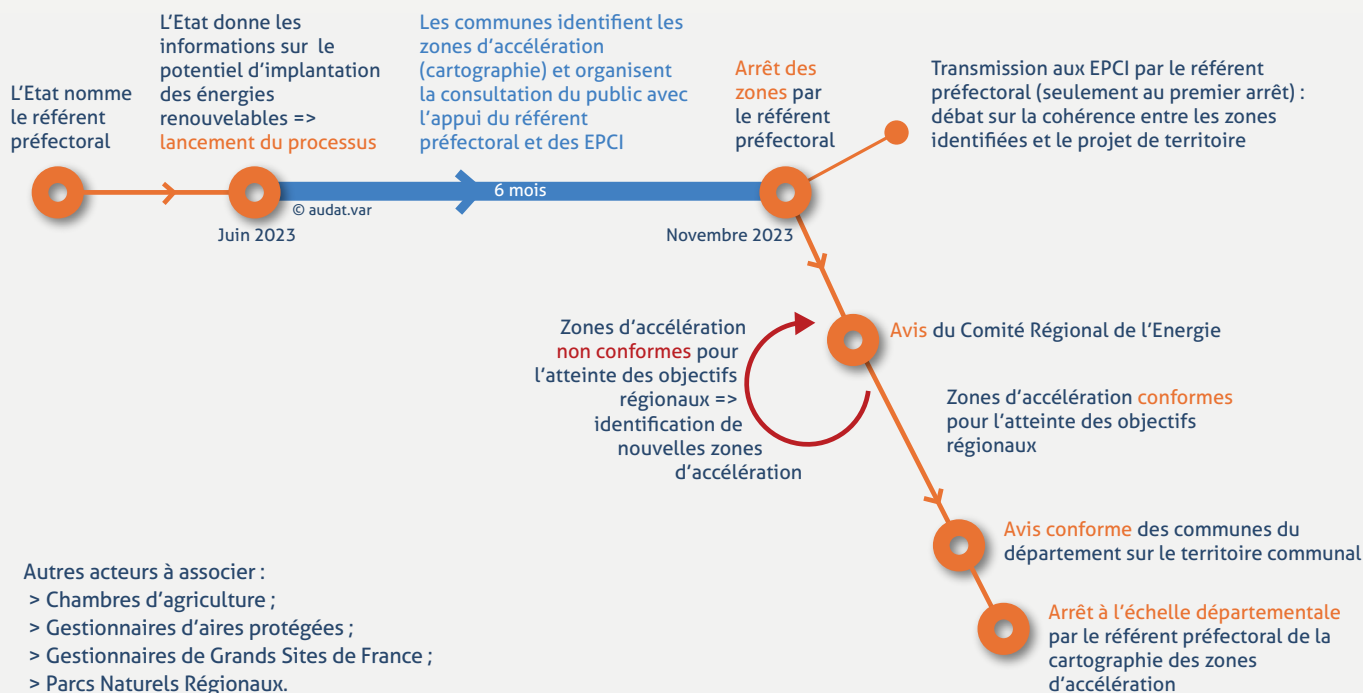 L'Etat nomme
le référent
préfectoral
L'Etat donne les
informations sur le
potentiel d'implantation
des énergies
renouvelables =>
lancement du processus
Les communes identifient les
zones d'accélération
(cartographie) et organisent
la consultation du public avec
l'appui du référent
préfectoral et des EPCI
Arrêt des
zones par
le référent
préfectoral
Transmission aux EPCI par le référent
préfectoral (seulement au premier arrêt) :
débat sur la cohérence entre les zones
identifiées et le projet de territoire
6 mois
© audat.var
Juin 2023
Novembre 2023
Zones d'accélération
non conformes pour
l'atteinte des objectifs
régionaux =>
identification de
nouvelles zones
d'accélération
Avis du Comité Régional de l'Energie
Zones d'accélération conformes
pour l'atteinte des objectifs
régionaux
Avis conforme des communes du
département sur le territoire communal
Arrêt à l'échelle départementale
par le référent préfectoral de la
cartographie des zones
d'accélération
Autres acteurs à associer :
> Chambres d'agriculture ;
> Gestionnaires d'aires protégées ;
> Gestionnaires de Grands Sites de France ;
> Parcs Naturels Régionaux.